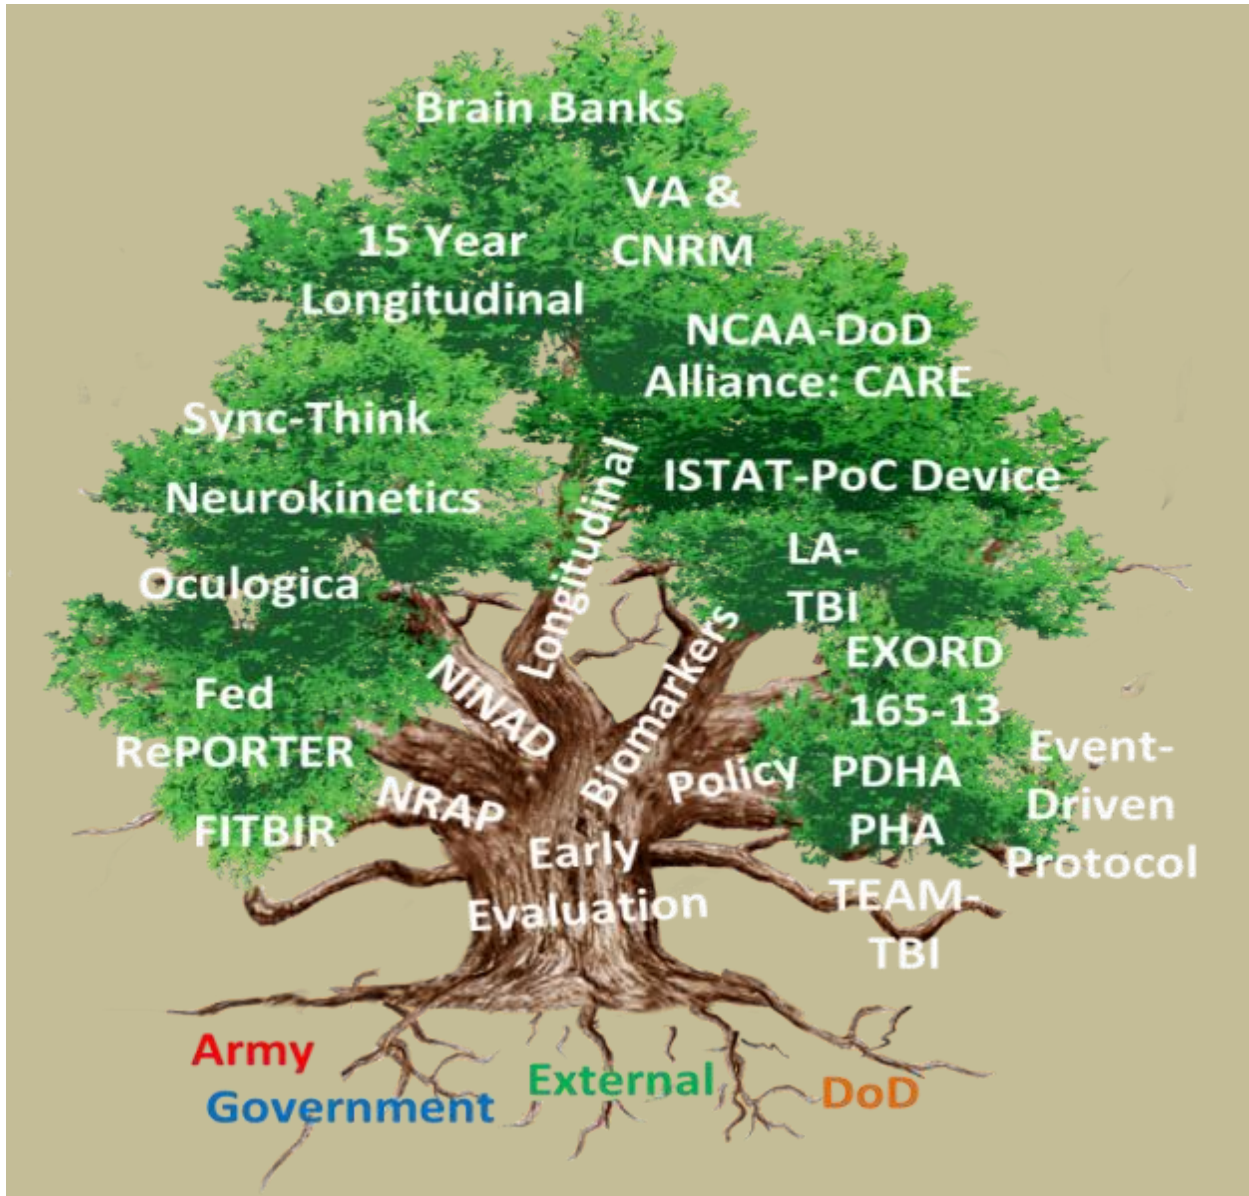 Brain Banks
VA &
CNRM
15 Year
Longitudinal
NCAA-DoD
Alliance: CARE
Sync-Think
ISTAT-PoC Device
Neurokinetics
LA-
TBI
Oculogica
Longitudinal
EXORD
165-13
PDHA
PHA
Event-
Driven
Protocol
Fed
RePORTER
FITBIR
NINAD
NRAP
Biomarkers
Policy
TEAM-
TBI
Early
Evaluation
Army
Government
External
DoD